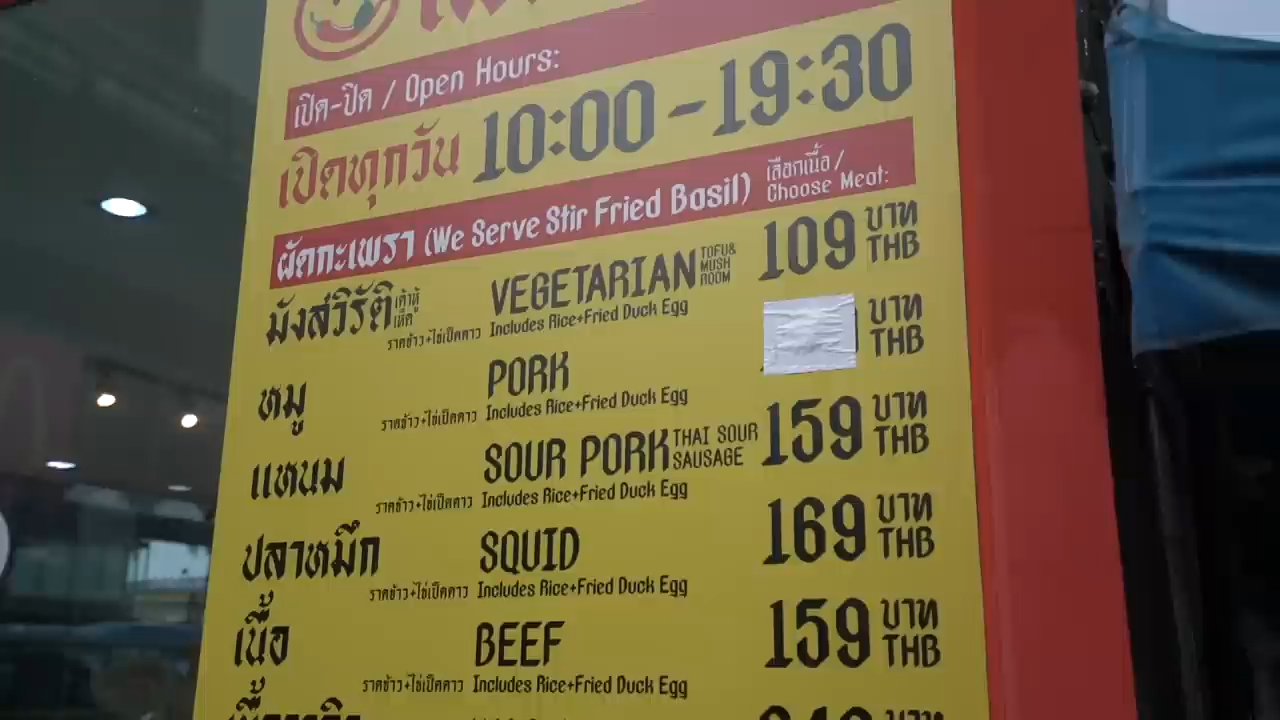 เปิด-ปิด / Open Hours:
เปิดทุกวัน 10:00 - 19:30
ผัดกะเพรา (We Serve Stir Fried Basil) เลือกเนื้อ / Choose Meat:
มังสวิรัติ เต้าหู้ เห็ด VEGETARIAN TOFU& MUSH ROOM 109 บาท THB
ราดข้าว+ไข่เป็ดดาว Includes Rice+Fried Duck Egg
หมู PORK บาท THB
ราดข้าว+ไข่เป็ดดาว Includes Rice+Fried Duck Egg
แหนม SOUR PORK THAI SOUR SAUSAGE 159 บาท THB
ราดข้าว+ไข่เป็ดดาว Includes Rice+Fried Duck Egg
ปลาหมึก SQUID 169 บาท THB
ราดข้าว+ไข่เป็ดดาว Includes Rice+Fried Duck Egg
เนื้อ BEEF 159 บาท THB
ราดข้าว+ไข่เป็ดดาว Includes Rice+Fried Duck Egg